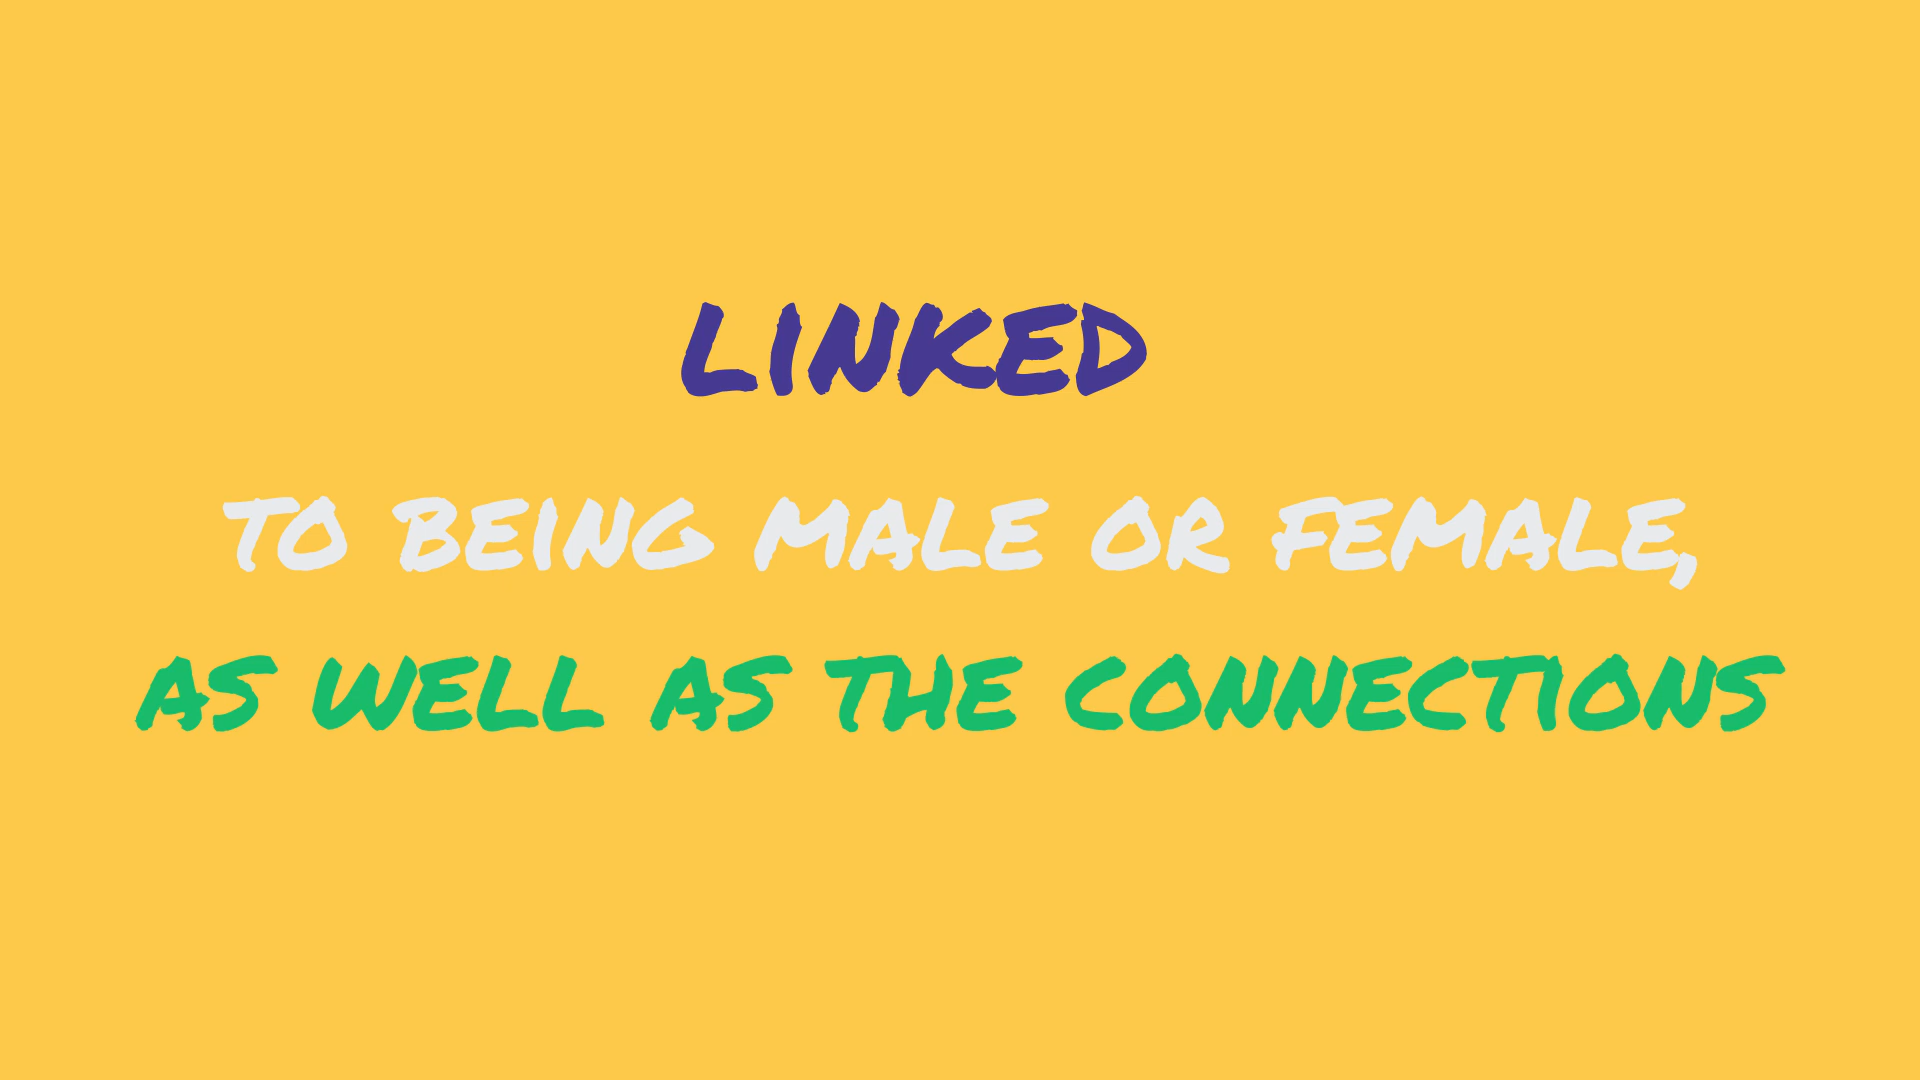 LINKED
TO BEING MALE OR FEMALE,
AS WELL AS THE CONNECTIONS